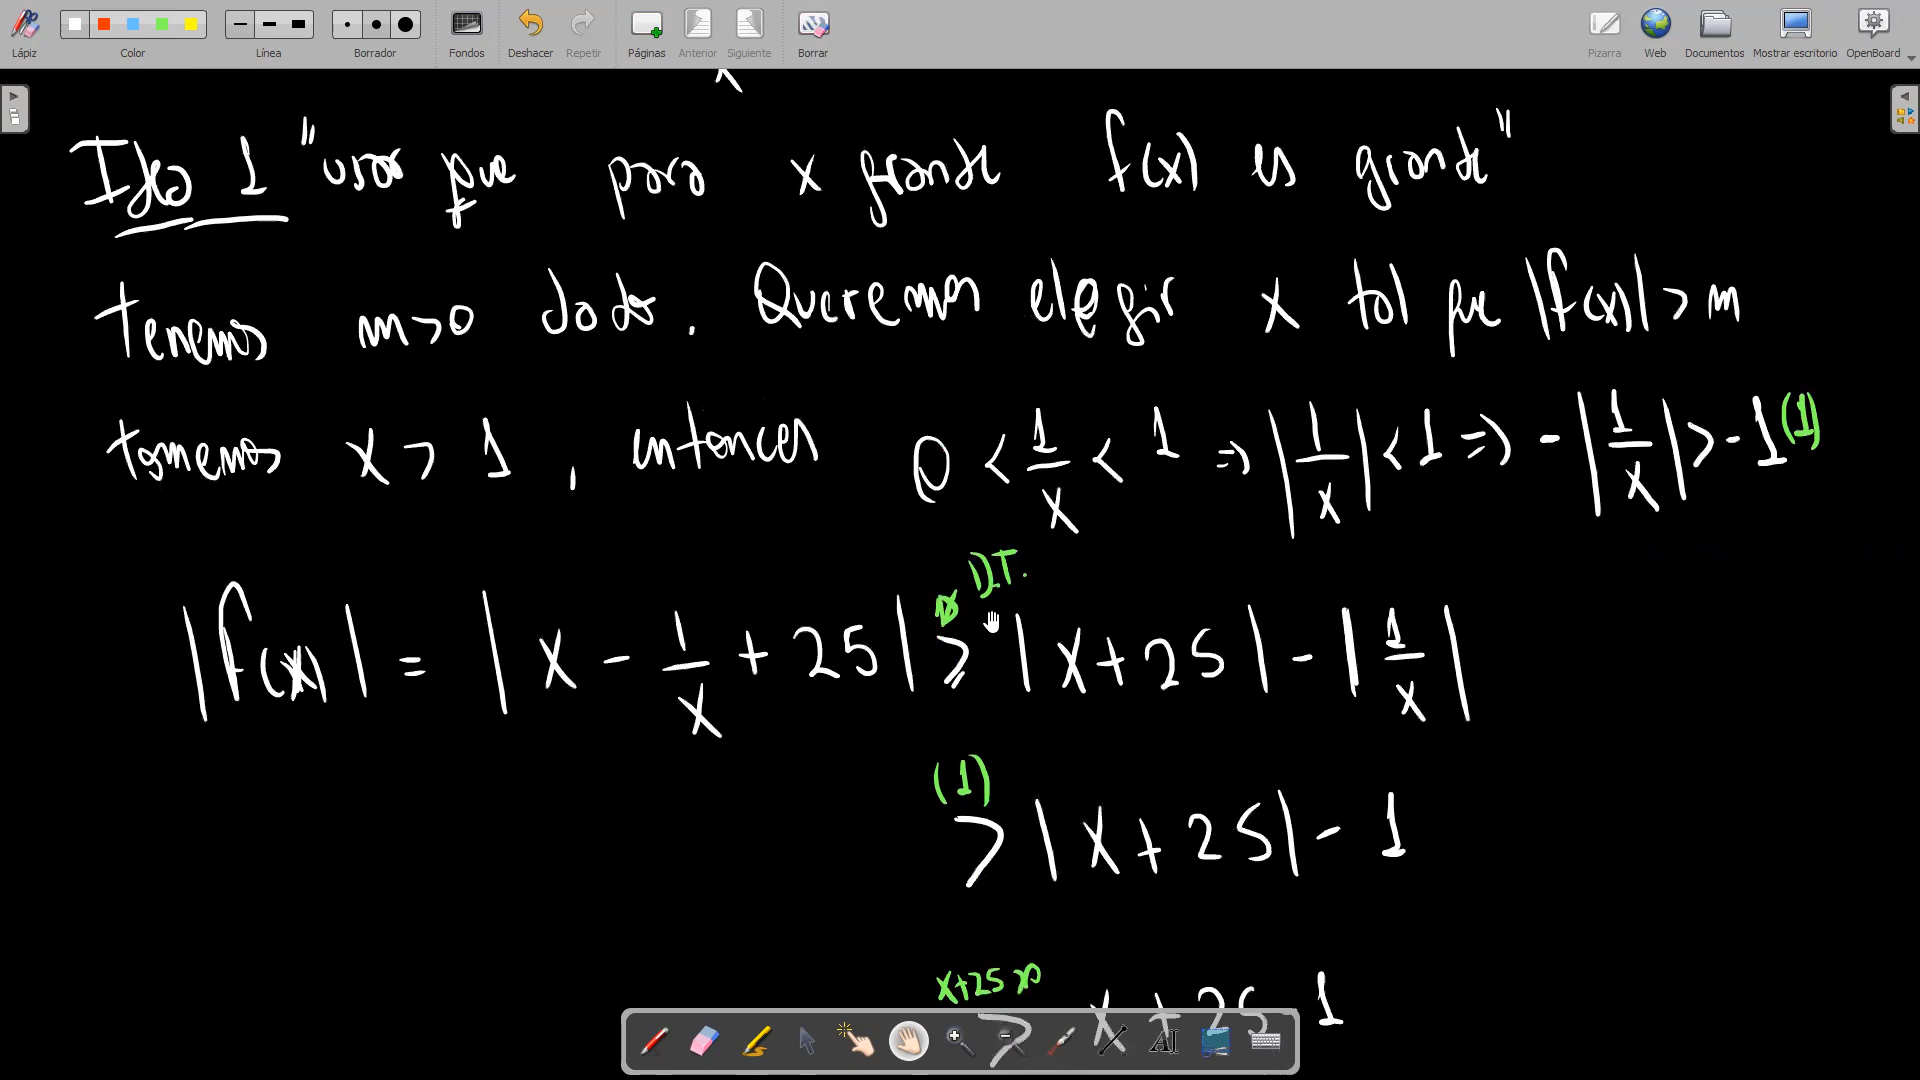 Lápiz Color Línea Borrador Fondos Deshacer Repetir Páginas Anterior Siguiente Borrar Pizarra Web Documentos Mostrar escritorio OpenBoard
Idea 1 "usar que para x grande f(x) es grande"
tenemos m>0 dado. Queremos elegir x tal que |f(x)| > m
tomemos x > 1, entonces 0 < 1/x < 1 => |1/x| < 1 => -|1/x| > -1 (1)
D.T.
|f(x)| = |x - 1/x + 25| ≥ |x+25| - |1/x|
(1)
> |x+25| - 1
x+25>0
> x+25-1